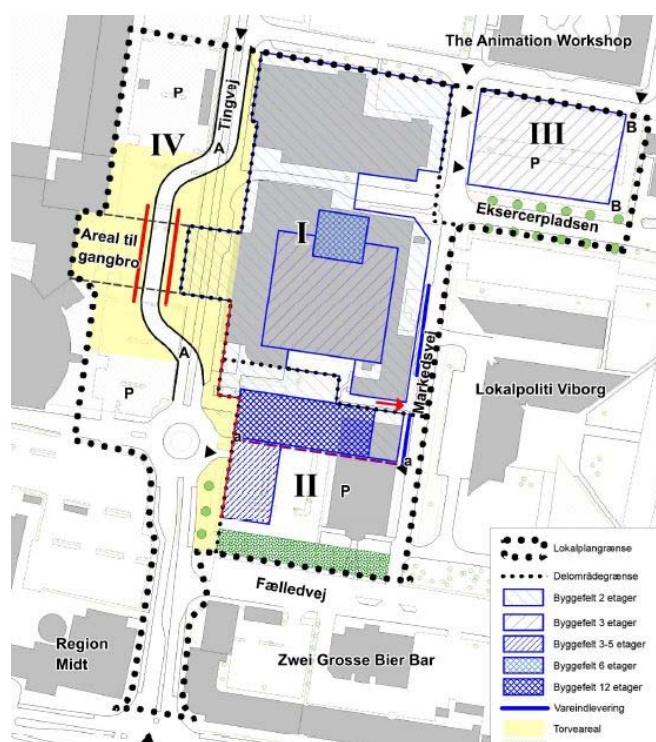 The Animation Workshop
P
Tingvej
IV
A
III
P
B
B
Eksercerpladsen
Areal til
gangbro
I
Markedsvej
A
P
Lokalpoliti Viborg
a
a
II
P
Fælledvej
Region
Midt
Zwei Grosse Bier Bar
Lokalplangrænse
Delområdegrænse
Byggefelt 2 etager
Byggefelt 3 etager
Byggefelt 3-5 etager
Byggefelt 6 etager
Byggefelt 12 etager
Vareindlevering
Torveareal